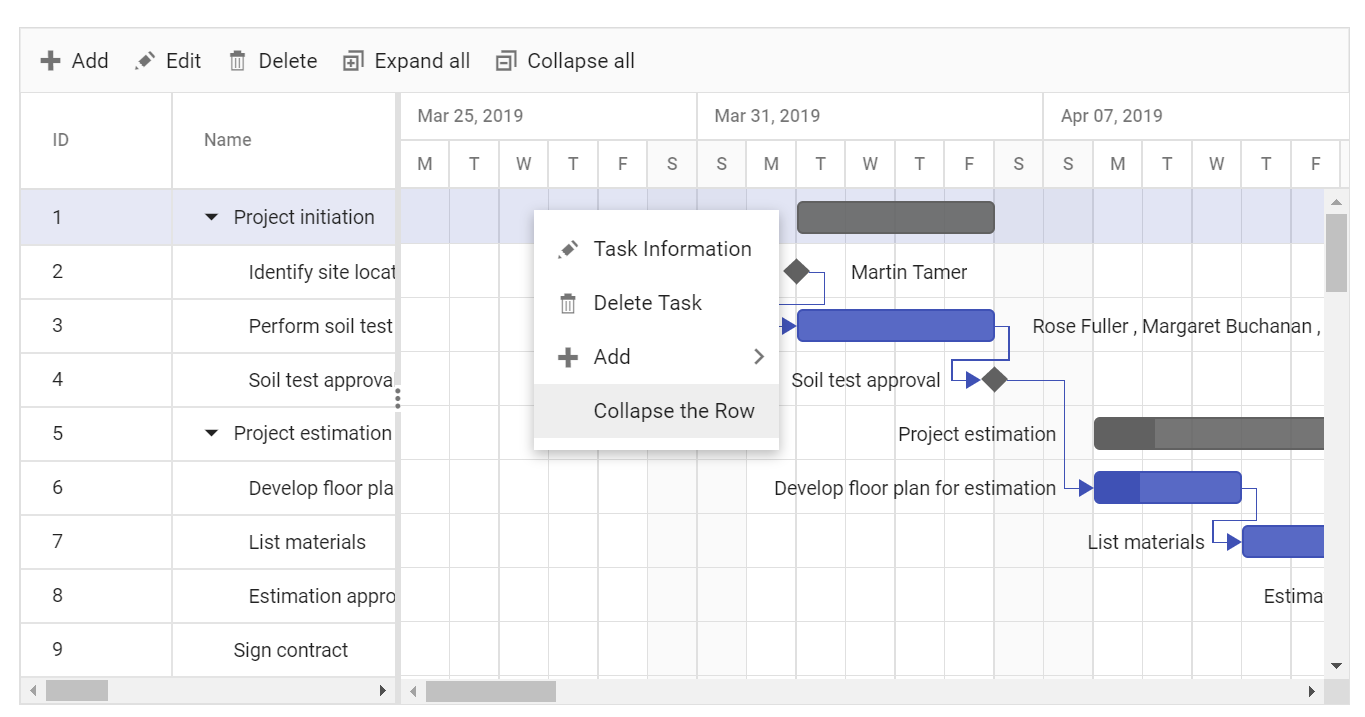 Add Edit Delete Expand all Collapse all
ID Name
Mar 25, 2019 Mar 31, 2019 Apr 07, 2019
M T W T F S S M T W T F S S M T W T F
1 Project initiation
Task Information
2 Identify site locat Martin Tamer
Delete Task
3 Perform soil test Rose Fuller , Margaret Buchanan ,
Add
4 Soil test approva Soil test approval
Collapse the Row
5 Project estimation Project estimation
6 Develop floor pla Develop floor plan for estimation
7 List materials List materials
8 Estimation appro Estima
9 Sign contract